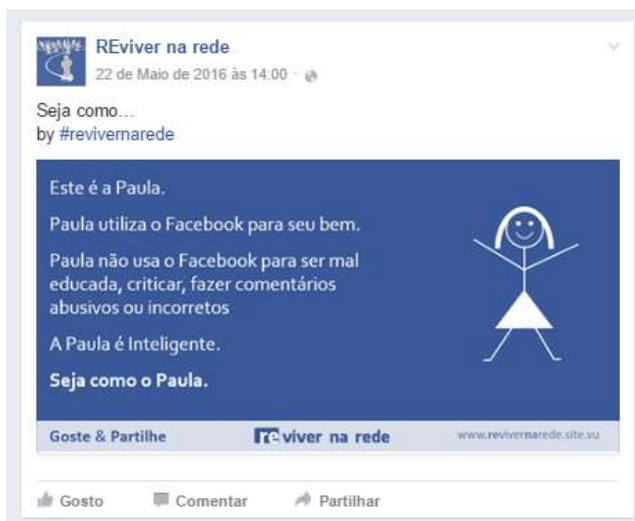 REviver na rede
22 de Maio de 2016 às 14:00 ·
Seja como...
by #revivernarede
Este é a Paula.
Paula utiliza o Facebook para seu bem.
Paula não usa o Facebook para ser mal
educada, criticar, fazer comentários
abusivos ou incorretos
A Paula é Inteligente.
Seja como o Paula.
Goste & Partilhe
re viver na rede
www.revivernarede.site.vu
Gosto
Comentar
Partilhar